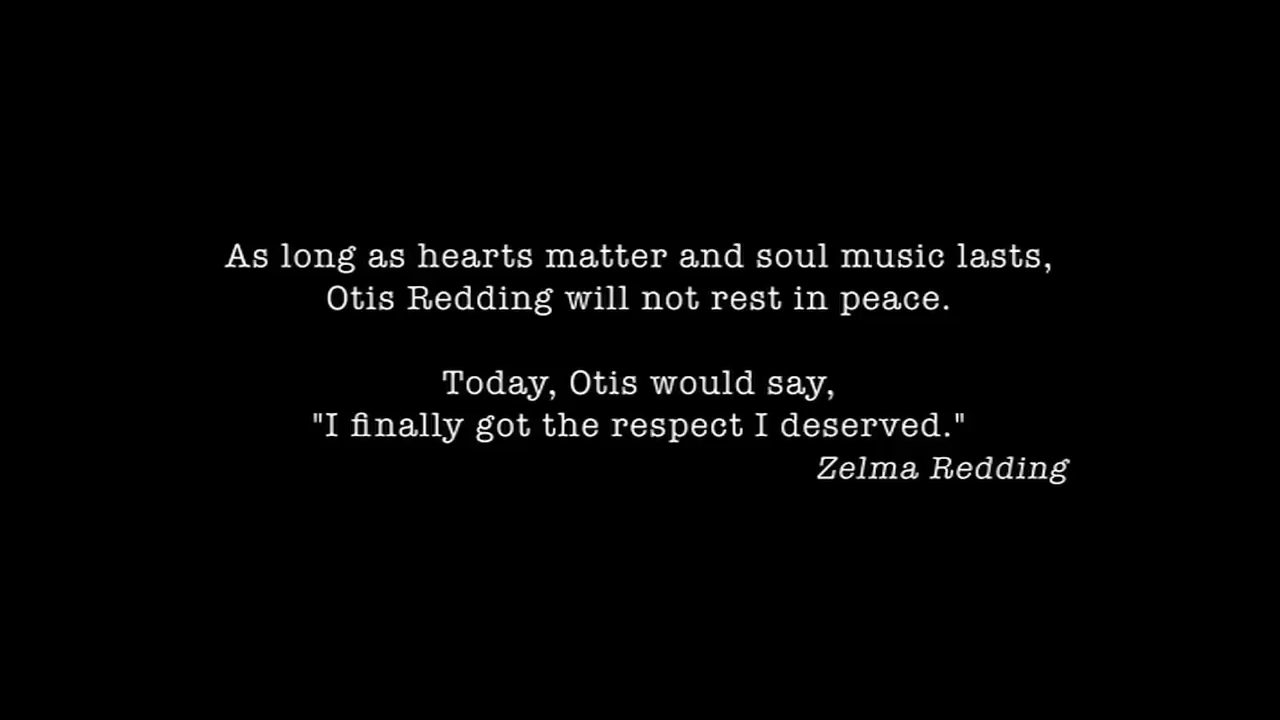 As long as hearts matter and soul music lasts,
Otis Redding will not rest in peace.
Today, Otis would say,
"I finally got the respect I deserved."
Zelma Redding